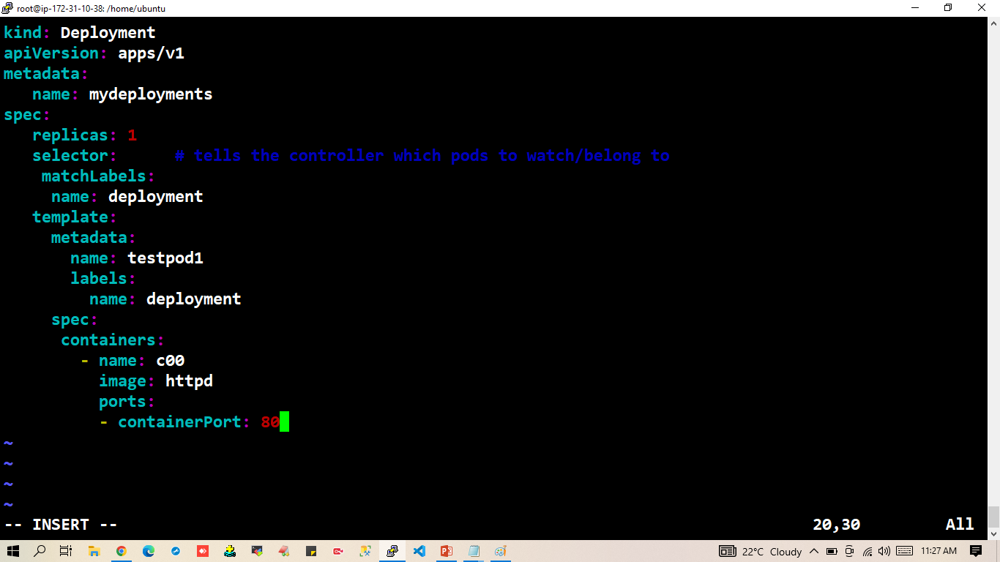 root@ip-172-31-10-38: /home/ubuntu
kind: Deployment
apiVersion: apps/v1
metadata:
   name: mydeployments
spec:
   replicas: 1
   selector:      # tells the controller which pods to watch/belong to
    matchLabels:
     name: deployment
   template:
     metadata:
       name: testpod1
       labels:
         name: deployment
     spec:
      containers:
        - name: c00
          image: httpd
          ports:
          - containerPort: 80
~
~
~
~
-- INSERT -- 20,30 All
22°C Cloudy 11:27 AM